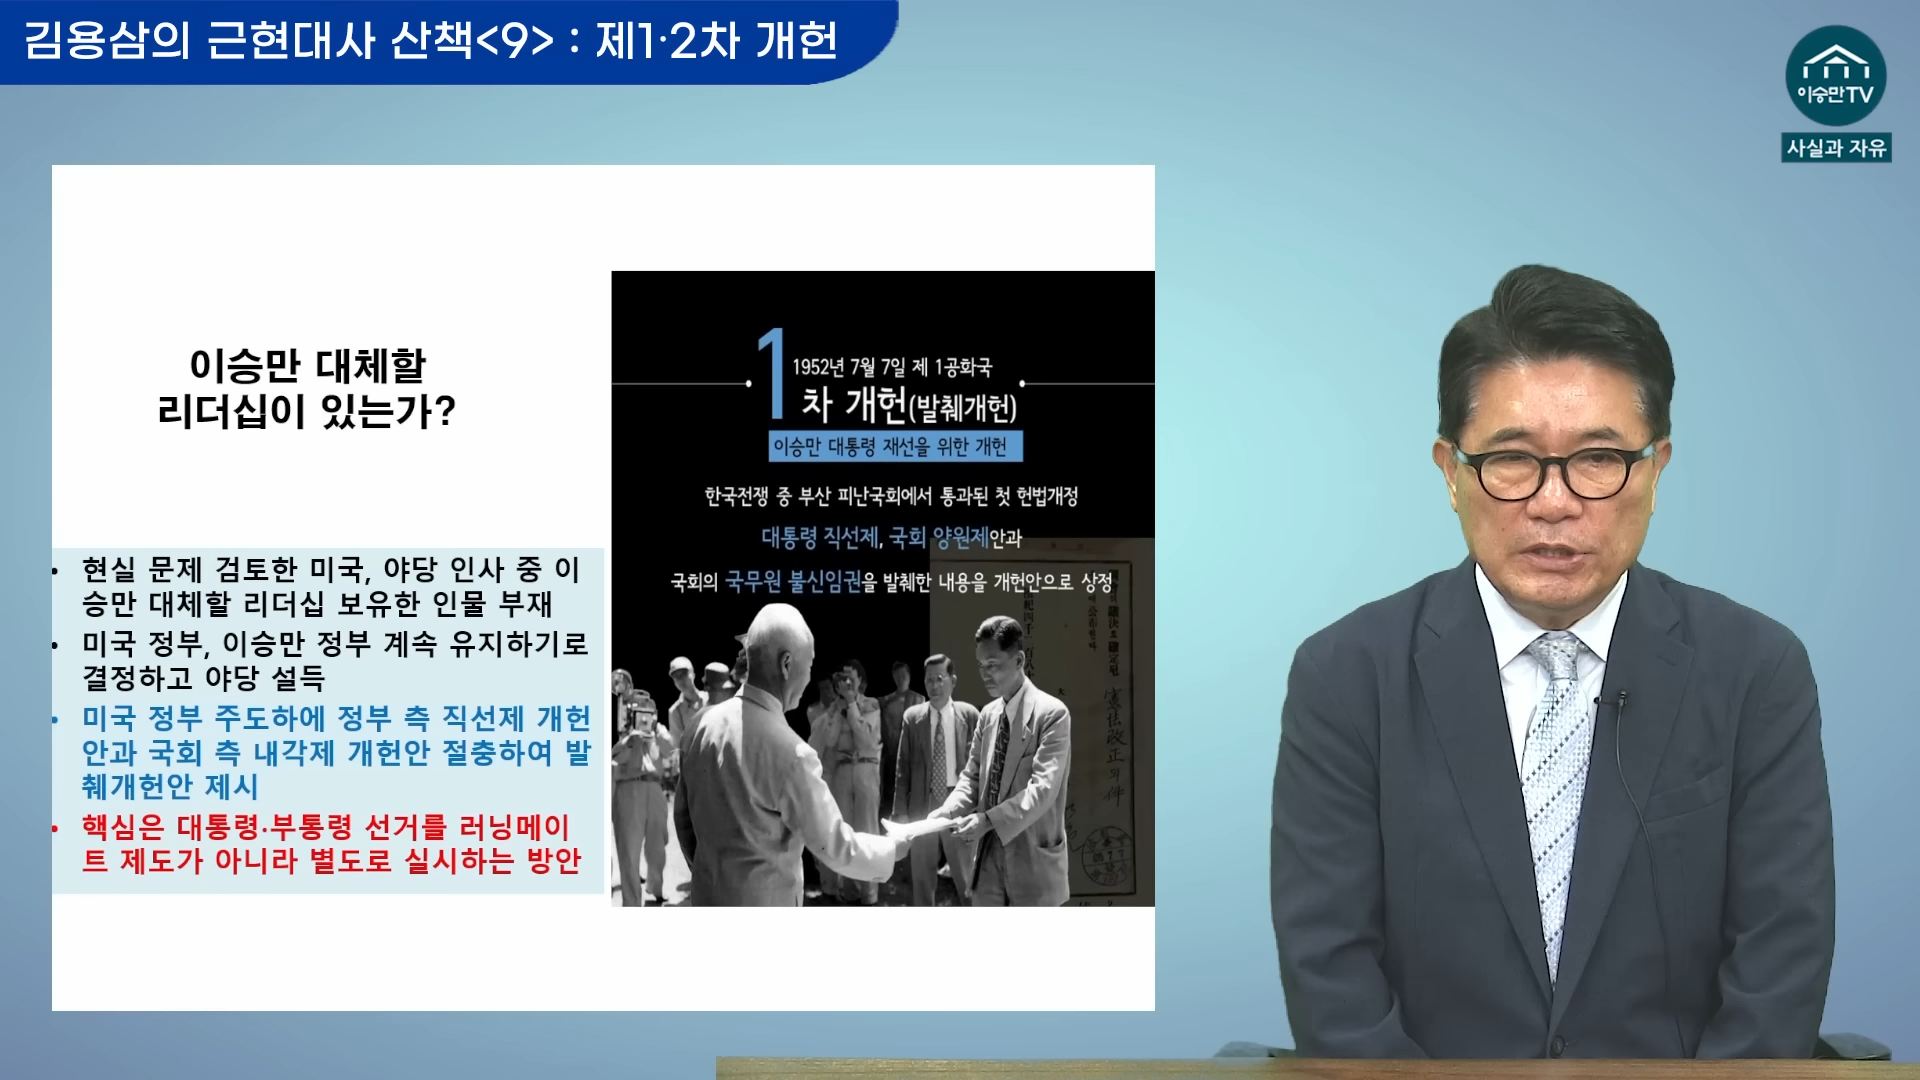 김용삼의 근현대사 산책<9> : 제1·2차 개헌
이승만TV
사실과 자유
이승만 대체할
리더십이 있는가?
• 현실 문제 검토한 미국, 야당 인사 중 이
승만 대체할 리더십 보유한 인물 부재
• 미국 정부, 이승만 정부 계속 유지하기로
결정하고 야당 설득
• 미국 정부 주도하에 정부 측 직선제 개헌
안과 국회 측 내각제 개헌안 절충하여 발
췌개헌안 제시
• 핵심은 대통령·부통령 선거를 러닝메이
트 제도가 아니라 별도로 실시하는 방안
1952년 7월 7일 제 1공화국
1차 개헌(발췌개헌)
이승만 대통령 재선을 위한 개헌
한국전쟁 중 부산 피난국회에서 통과된 첫 헌법개정
대통령 직선제, 국회 양원제안과
국회의 국무원 불신임권을 발췌한 내용을 개헌안으로 상정
憲法改正의件